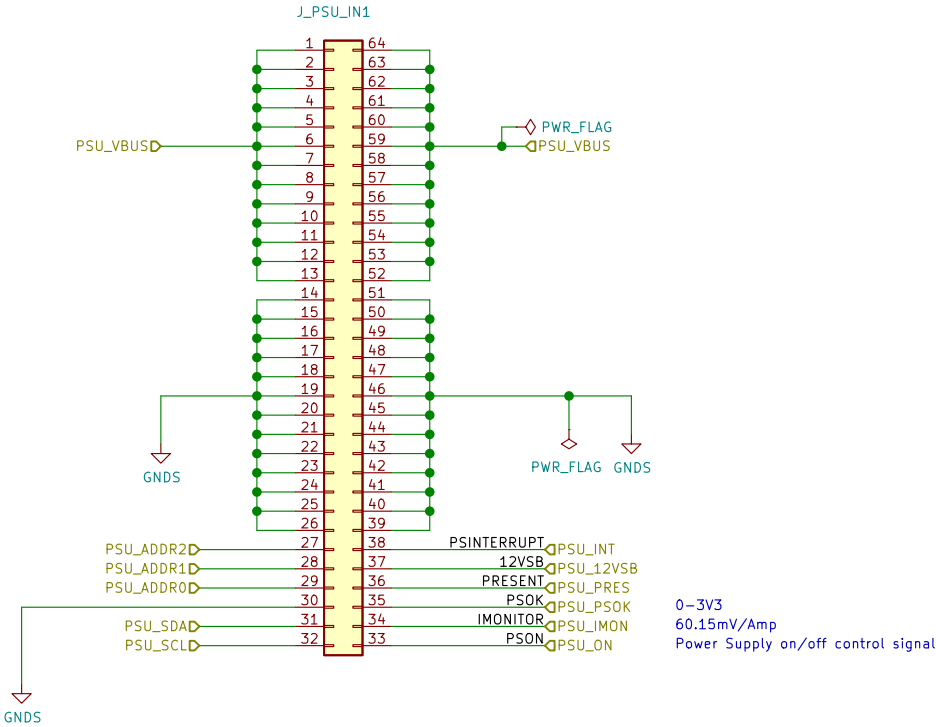 J_PSU_IN1
1 64
2 63
3 62
4 61
5 60 PWR_FLAG
PSU_VBUS 6 59 PSU_VBUS
7 58
8 57
9 56
10 55
11 54
12 53
13 52
14 51
15 50
16 49
17 48
18 47
19 46
20 45
21 44
22 43
GNDS 23 42 PWR_FLAG GNDS
24 41
25 40
26 39
PSU_ADDR2 27 38 PSINTERRUPT PSU_INT
PSU_ADDR1 28 37 12VSB PSU_12VSB
PSU_ADDR0 29 36 PRESENT PSU_PRES
30 35 PSOK PSU_PSOK 0-3V3
PSU_SDA 31 34 IMONITOR PSU_IMON 60.15mV/Amp
PSU_SCL 32 33 PSON PSU_ON Power Supply on/off control signal
GNDS